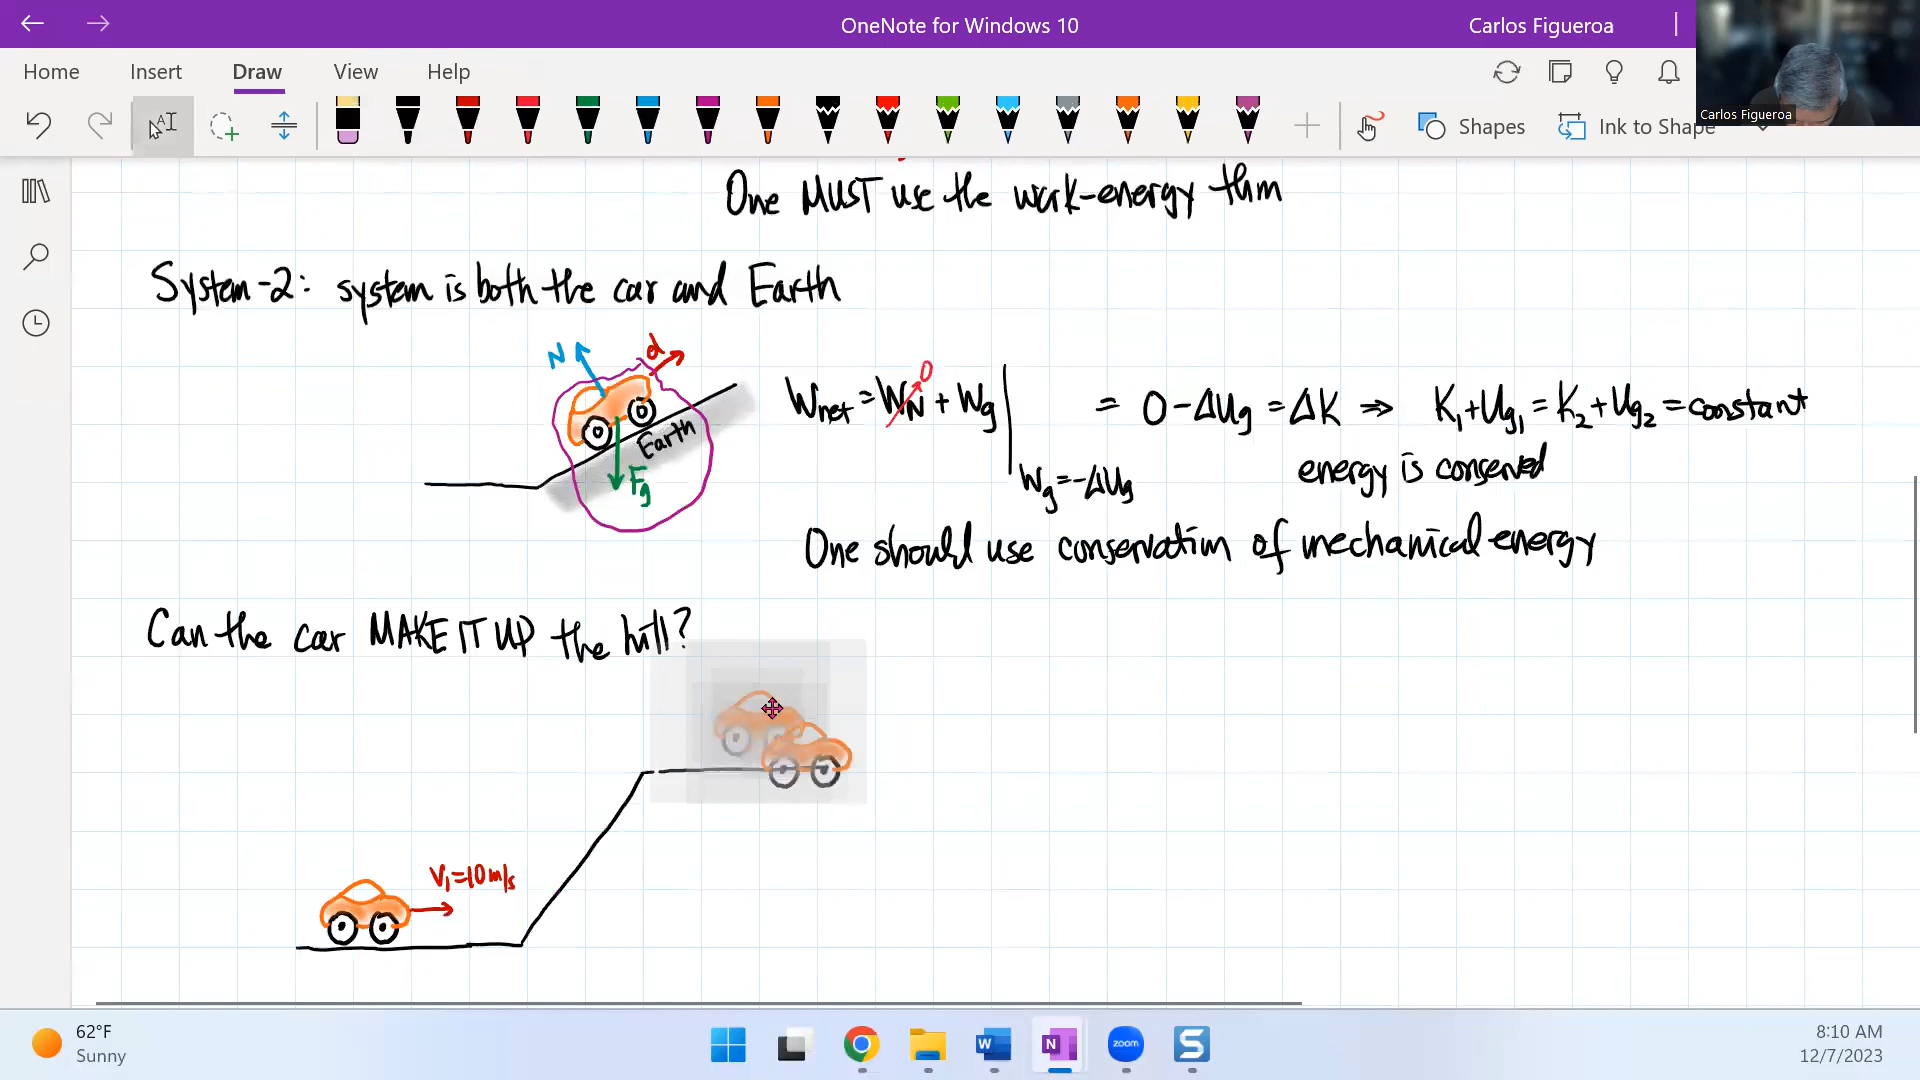 OneNote for Windows 10
Carlos Figueroa
Home Insert Draw View Help
Shapes
Ink to Shape
Carlos Figueroa
One MUST use the work-energy thm
System-2: system is both the car and Earth
N
d
Earth
Fg
Wnet = WN + Wg | = 0 - ΔUg = ΔK ⇒ K1 + Ug1 = K2 + Ug2 = constant
0
Wg = -ΔUg
energy is conserved
One should use conservation of mechanical energy
Can the car MAKE IT UP the hill?
V1=10 m/s
62°F
Sunny
W
N
zoom
S
8:10 AM
12/7/2023